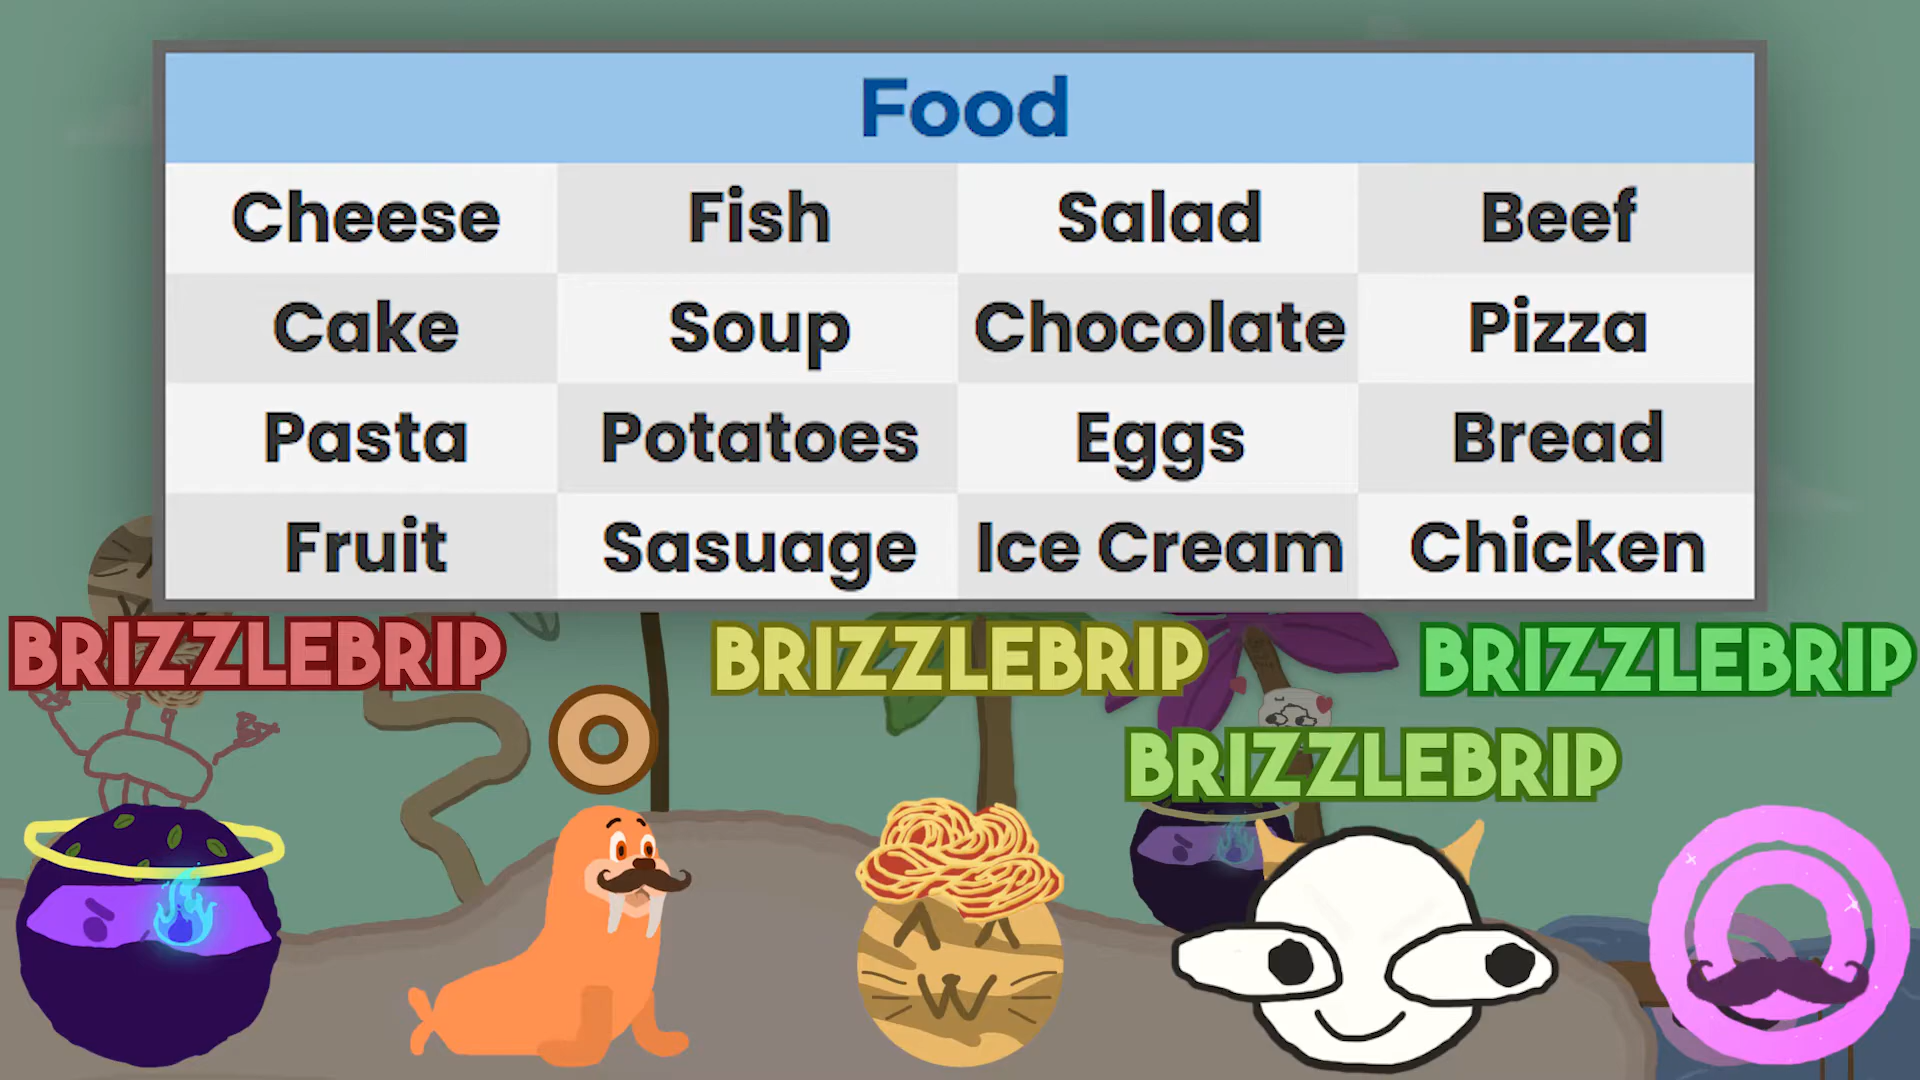 Food
Cheese Fish Salad Beef
Cake Soup Chocolate Pizza
Pasta Potatoes Eggs Bread
Fruit Sasuage Ice Cream Chicken
BRIZZLEBRIP BRIZZLEBRIP BRIZZLEBRIP
BRIZZLEBRIP